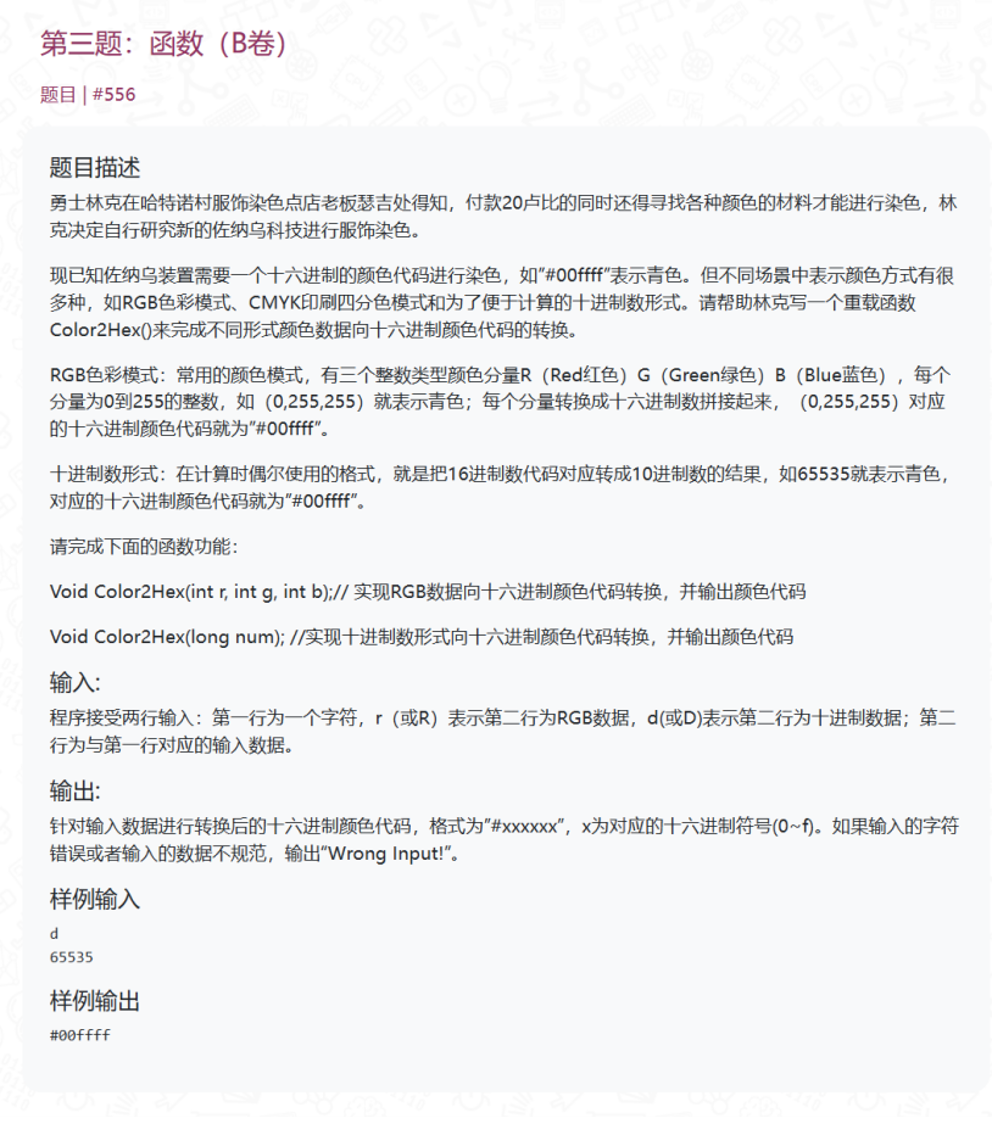 第三题：函数（B卷）
题目 | #556
题目描述
勇士林克在哈特诺村服饰染色点店老板瑟吉处得知，付款20卢比的同时还得寻找各种颜色的材料才能进行染色，林
克决定自行研究新的佐纳乌科技进行服饰染色。
现已知佐纳乌装置需要一个十六进制的颜色代码进行染色，如”#00ffff”表示青色。但不同场景中表示颜色方式有很
多种，如RGB色彩模式、CMYK印刷四分色模式和为了便于计算的十进制数形式。请帮助林克写一个重载函数
Color2Hex()来完成不同形式颜色数据向十六进制颜色代码的转换。
RGB色彩模式：常用的颜色模式，有三个整数类型颜色分量R（Red红色）G（Green绿色）B（Blue蓝色），每个
分量为0到255的整数，如（0,255,255）就表示青色；每个分量转换成十六进制数拼接起来，（0,255,255）对应
的十六进制颜色代码就为”#00ffff”。
十进制数形式：在计算时偶尔使用的格式，就是把16进制数代码对应转成10进制数的结果，如65535就表示青色，
对应的十六进制颜色代码就为”#00ffff”。
请完成下面的函数功能：
Void Color2Hex(int r, int g, int b);// 实现RGB数据向十六进制颜色代码转换，并输出颜色代码
Void Color2Hex(long num); //实现十进制数形式向十六进制颜色代码转换，并输出颜色代码
输入:
程序接受两行输入：第一行为一个字符，r（或R）表示第二行为RGB数据，d(或D)表示第二行为十进制数据；第二
行为与第一行对应的输入数据。
输出:
针对输入数据进行转换后的十六进制颜色代码，格式为”#xxxxxx”，x为对应的十六进制符号(0~f)。如果输入的字符
错误或者输入的数据不规范，输出“Wrong Input!”。
样例输入
d
65535
样例输出
#00ffff